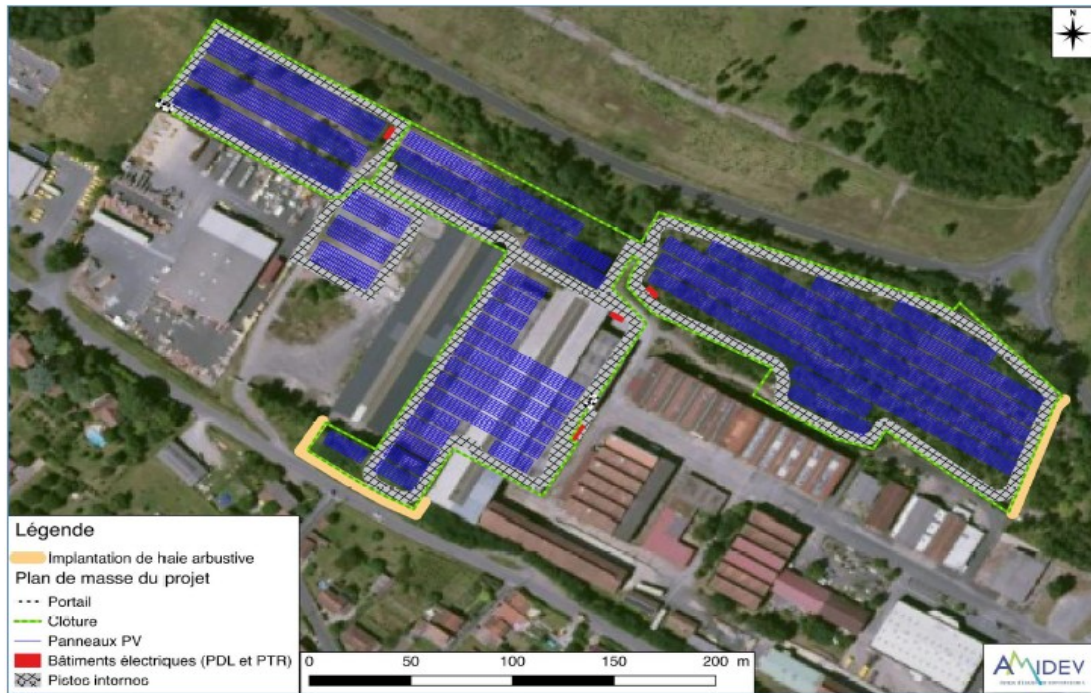 N
Légende
Implantation de haie arbustive
Plan de masse du projet
Portail
Clôture
Panneaux PV
Bâtiments électriques (PDL et PTR)
Pistes internes
0 50 100 150 200 m
AMIDEV